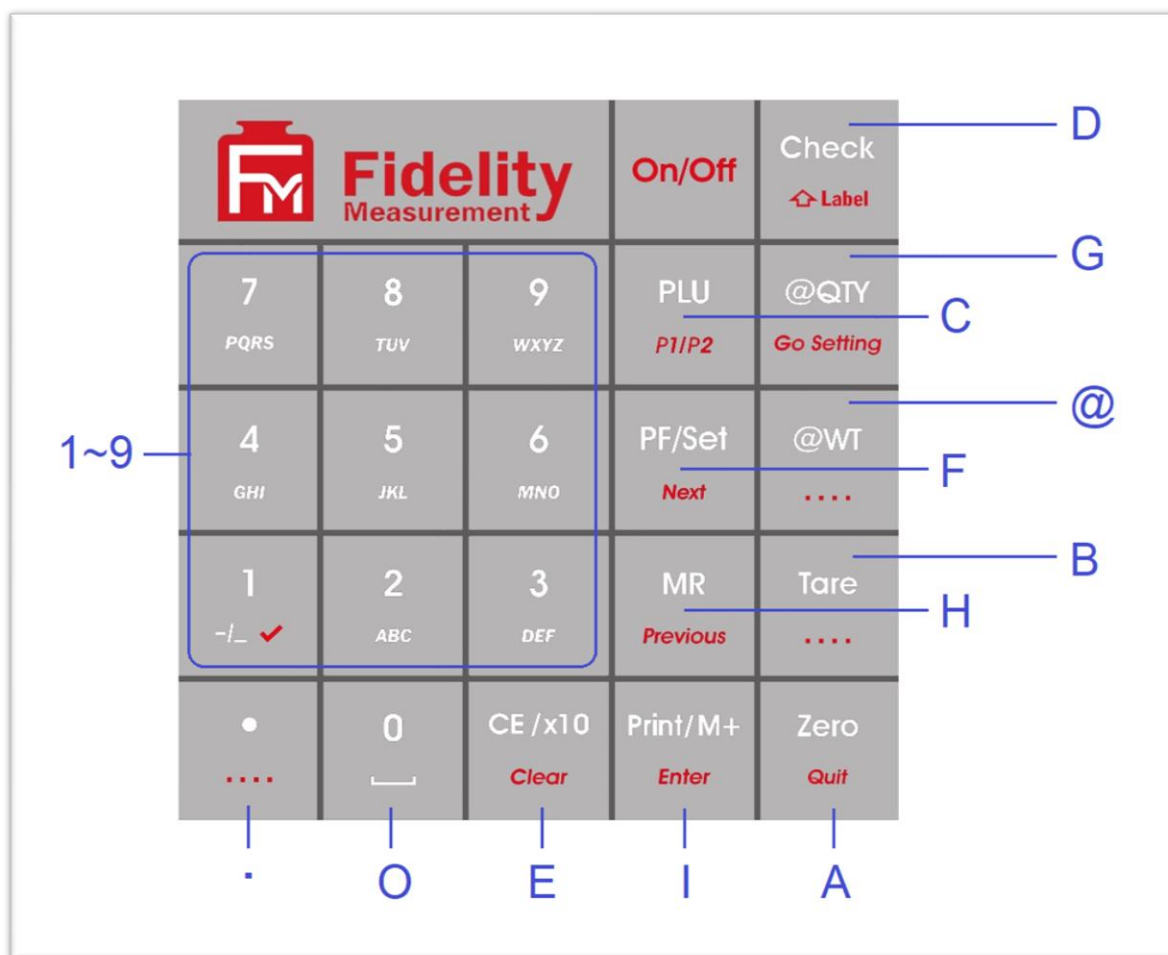 FM Fidelity
Measurement
On/Off
Check
Label
D
7
PQRS
8
TUV
9
WXYZ
PLU
P1/P2
@QTY
Go Setting
G
C
1~9
4
GHI
5
JKL
6
MNO
PF/Set
Next
@WT
....
@
F
1
-/_ ✓
2
ABC
3
DEF
MR
Previous
Tare
....
B
H
•
....
0
CE/x10
Clear
Print/M+
Enter
Zero
Quit
.
O
E
I
A